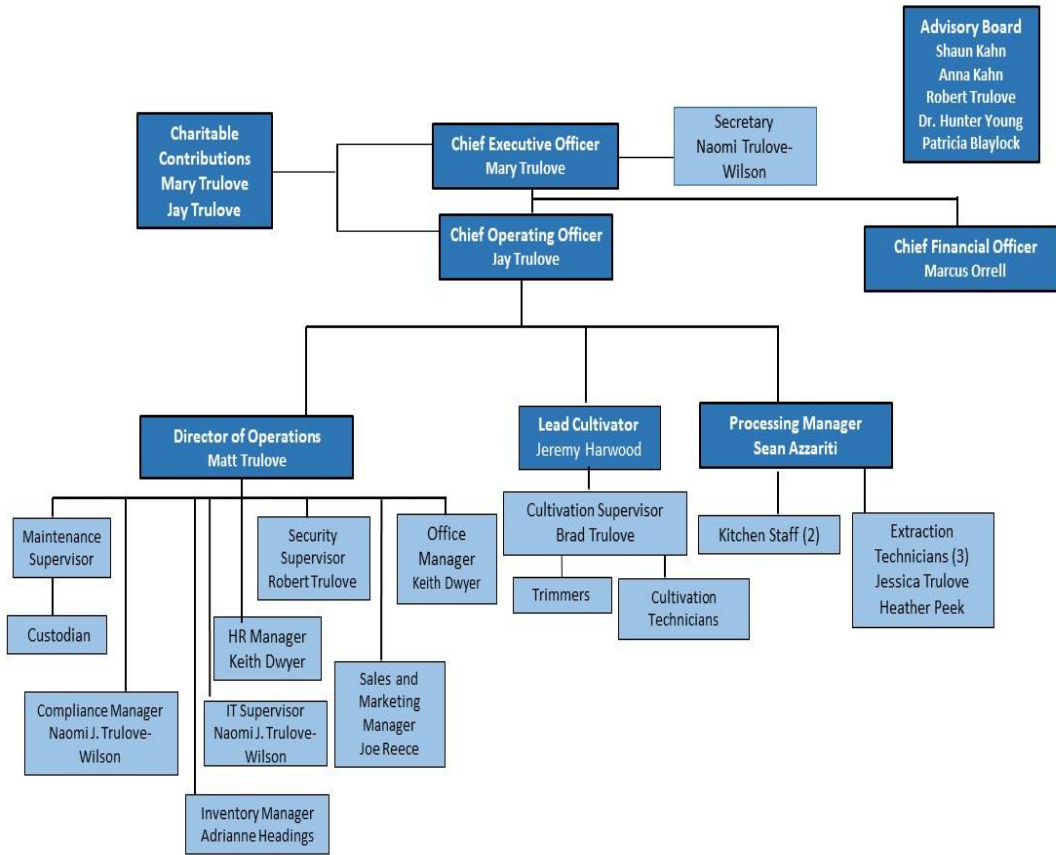 Advisory Board
Shaun Kahn
Anna Kahn
Robert Trulove
Dr. Hunter Young
Patricia Blaylock
Charitable
Contributions
Mary Trulove
Jay Trulove
Chief Executive Officer
Mary Trulove
Secretary
Naomi Trulove-
Wilson
Chief Operating Officer
Jay Trulove
Chief Financial Officer
Marcus Orrell
Director of Operations
Matt Trulove
Lead Cultivator
Jeremy Harwood
Processing Manager
Sean Azzariti
Maintenance
Supervisor
Security
Supervisor
Robert Trulove
Office
Manager
Keith Dwyer
Cultivation Supervisor
Brad Trulove
Kitchen Staff (2)
Extraction
Technicians (3)
Jessica Trulove
Heather Peek
Trimmers
Cultivation
Technicians
Custodian
HR Manager
Keith Dwyer
Sales and
Marketing
Manager
Joe Reece
Compliance Manager
Naomi J. Trulove-
Wilson
IT Supervisor
Naomi J. Trulove-
Wilson
Inventory Manager
Adrianne Headings